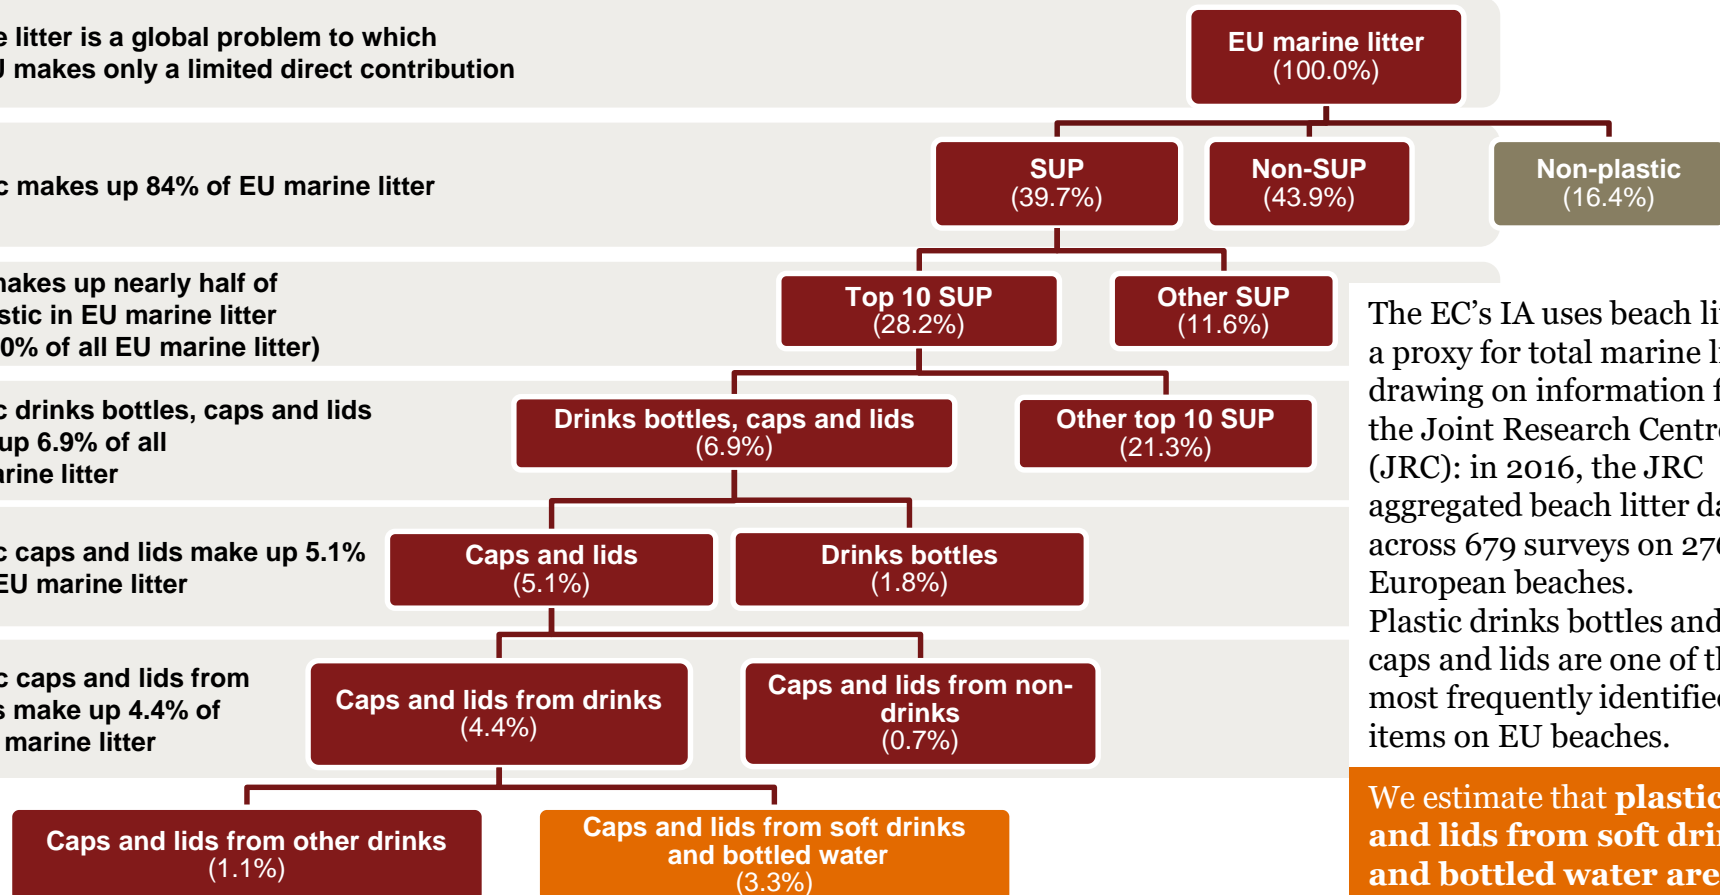 litter is a global problem to which
makes only a limited direct contribution
EU marine litter
(100.0%)
makes up 84% of EU marine litter
SUP
(39.7%)
Non-SUP
(43.9%)
Non-plastic
(16.4%)
makes up nearly half of
in EU marine litter
of all EU marine litter)
Top 10 SUP
(28.2%)
Other SUP
(11.6%)
drinks bottles, caps and lids
up 6.9% of all
litter
Drinks bottles, caps and lids
(6.9%)
Other top 10 SUP
(21.3%)
caps and lids make up 5.1%
EU marine litter
Caps and lids
(5.1%)
Drinks bottles
(1.8%)
caps and lids from
make up 4.4% of
marine litter
Caps and lids from drinks
(4.4%)
Caps and lids from non-
drinks
(0.7%)
Caps and lids from other drinks
(1.1%)
Caps and lids from soft drinks
and bottled water
(3.3%)
The EC's IA uses beach
a proxy for total marine
drawing on information
the Joint Research Centre
(JRC): in 2016, the JRC
aggregated beach litter
across 679 surveys on
European beaches.
Plastic drinks bottles and
caps and lids are one of
most frequently identified
items on EU beaches.
We estimate that plastic
and lids from soft
and bottled water are